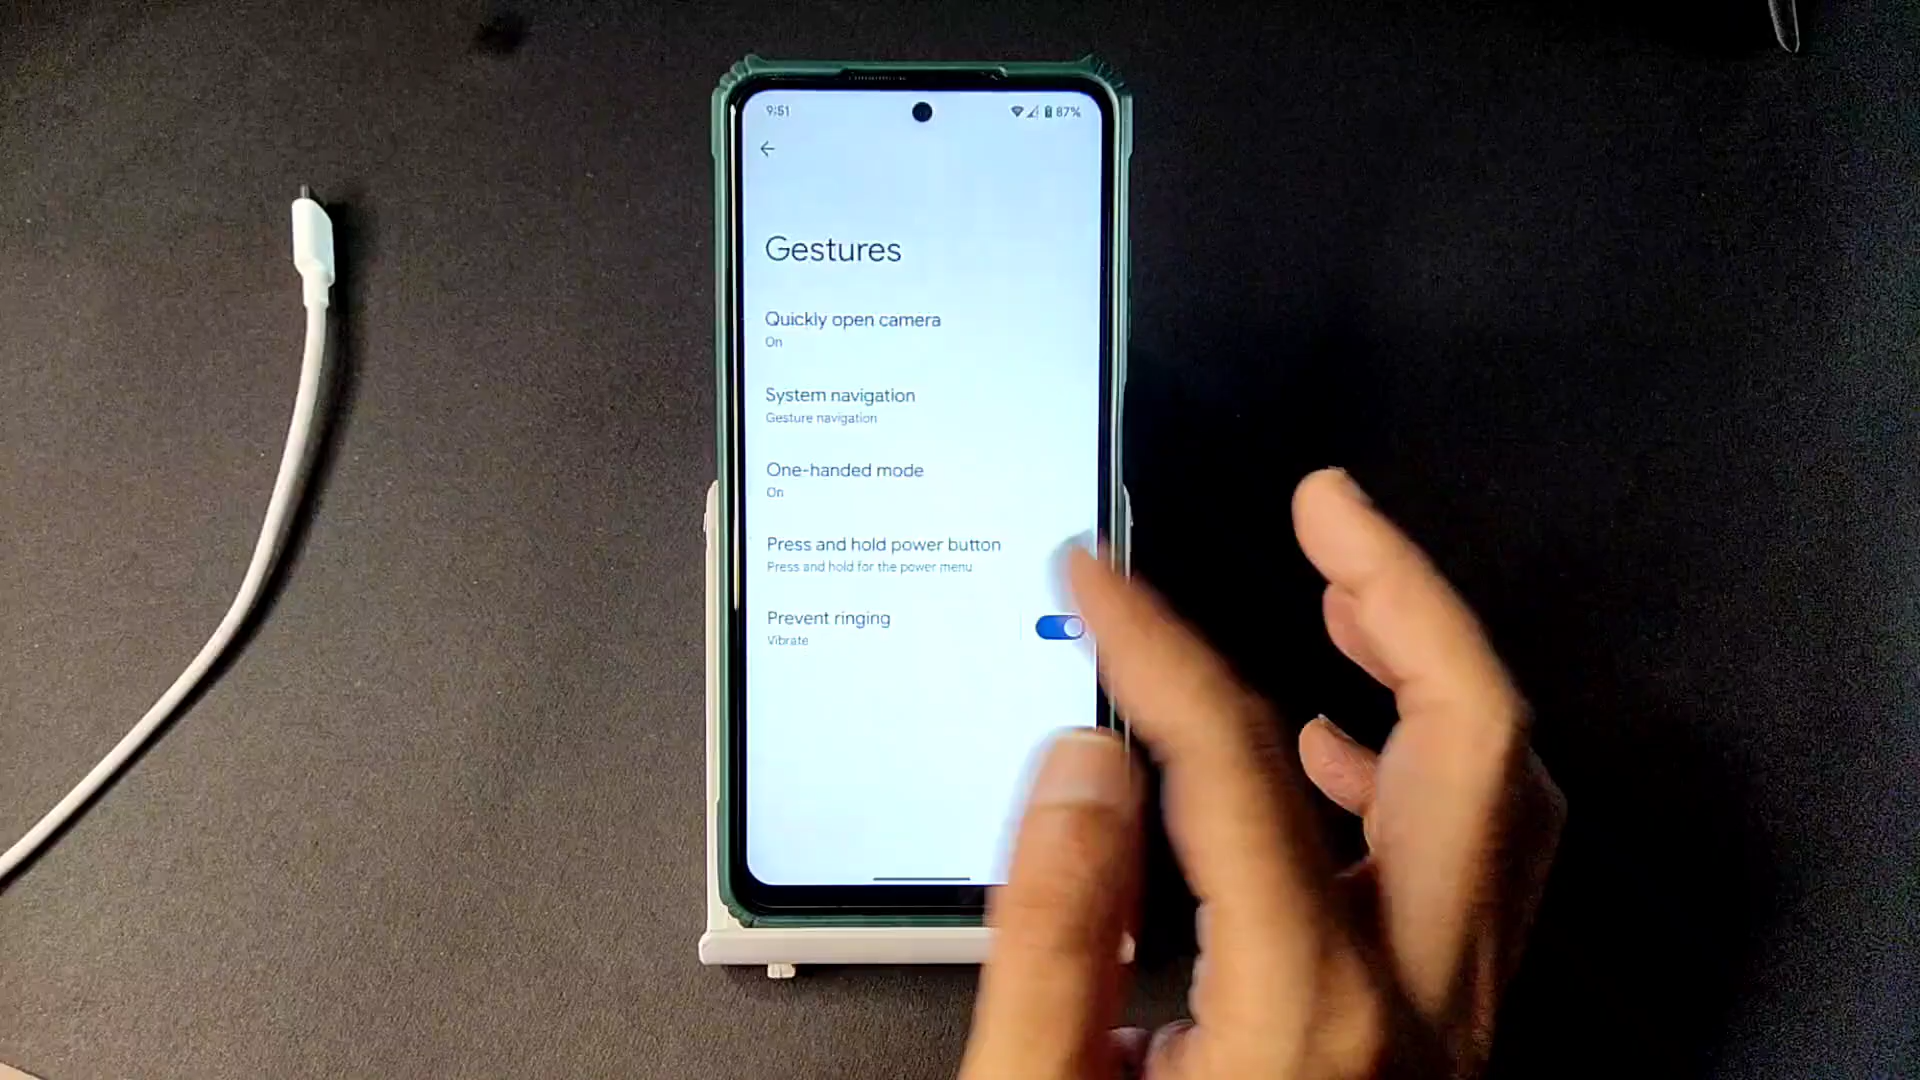 9:51
87%
Gestures
Quickly open camera
On
System navigation
Gesture navigation
One-handed mode
On
Press and hold power button
Press and hold for the power menu
Prevent ringing
Vibrate